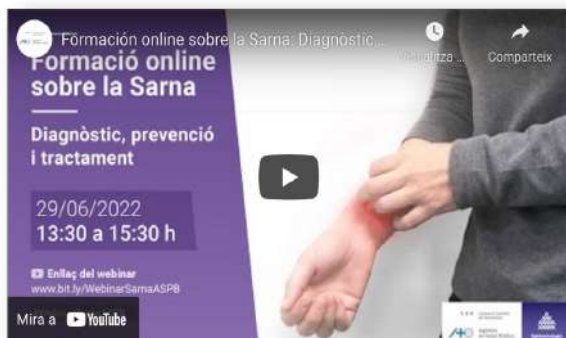 Formación online sobre la Sarna: Diagnòstic...
Comparteix
Formació online
sobre la Sarna
Diagnòstic, prevenció
i tractament
29/06/2022
13:30 a 15:30 h
Enllaç del webinar
www.bit.ly/WebinarSarnaASPB
Mira a YouTube